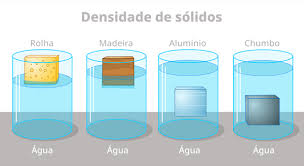 Densidade de sólidos
Rolha Madeira Alumínio Chumbo
Água Água Água Água